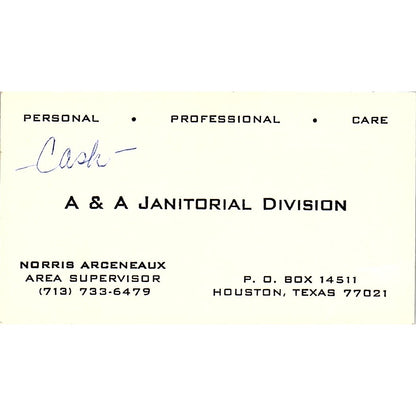 PERSONAL • PROFESSIONAL • CARE
-Cash-
A & A JANITORIAL DIVISION
NORRIS ARCENEAUX
AREA SUPERVISOR
(713) 733-6479
P. O. BOX 14511
HOUSTON, TEXAS 77021